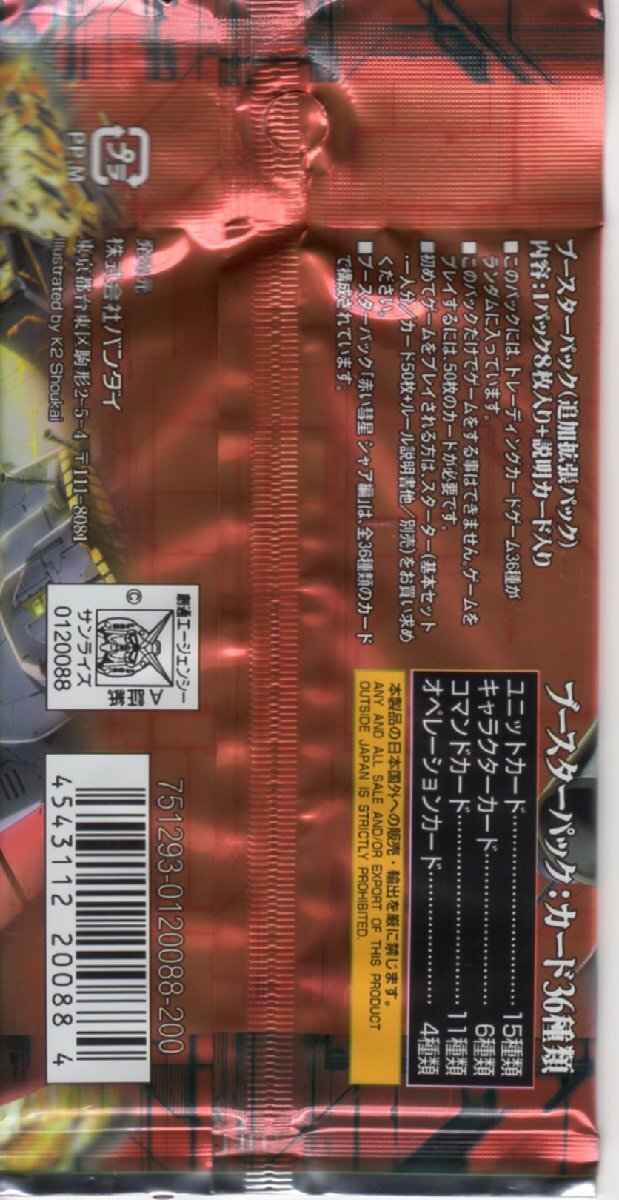 ブースターパック(追加拡張パック)
内容:1パック8枚入り+説明カード入り
■このパックには、トレーディングカードゲーム36種が
ランダムに入っています。
■このパックだけでゲームをする事はできません。ゲームを
プレイするには、50枚のカードが必要です。
■初めてゲームをプレイされる方は、スターター(基本セット
・一人分/カード50枚+ルール説明書他/別売)をお買い求め
ください。
■ブースターパック「赤い彗星 シャア編」は、全36種類のカード
で構成されています。
ブースターパック:カード36種類
ユニットカード 15種類
キャラクターカード 6種類
コマンドカード 11種類
オペレーションカード 4種類
本製品の日本国外への販売・輸出を厳に禁じます。
ANY AND ALL SALE AND/OR EXPORT OF THIS PRODUCT
OUTSIDE JAPAN IS STRICTLY PROHIBITED.
プラ
PP, M
発売元
株式会社バンダイ
東京都台東区駒形2-5-4 〒111-8081
Illustrated by K2 Shoukai
創通エージェンシー
©
サンライズ
0120088
751293-0120088-200
4 543112 200884